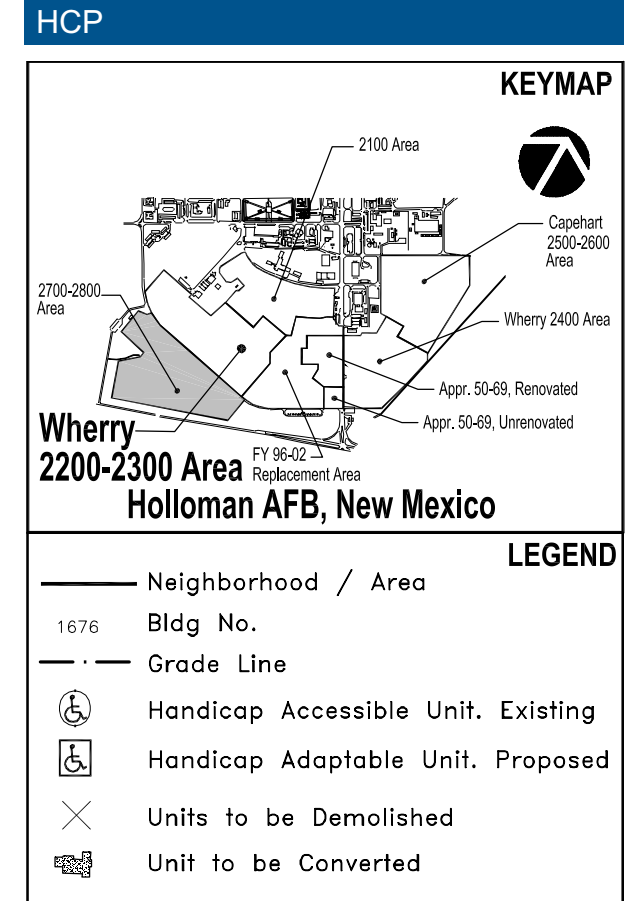 HCP
KEYMAP
2100 Area
Capehart
2500-2600
Area
2700-2800
Area
Wherry 2400 Area
Appr. 50-69, Renovated
Appr. 50-69, Unrenovated
Wherry
2200-2300 Area
FY 96-02
Replacement Area
Holloman AFB, New Mexico
LEGEND
Neighborhood / Area
1676 Bldg No.
Grade Line
Handicap Accessible Unit. Existing
Handicap Adaptable Unit. Proposed
Units to be Demolished
Unit to be Converted